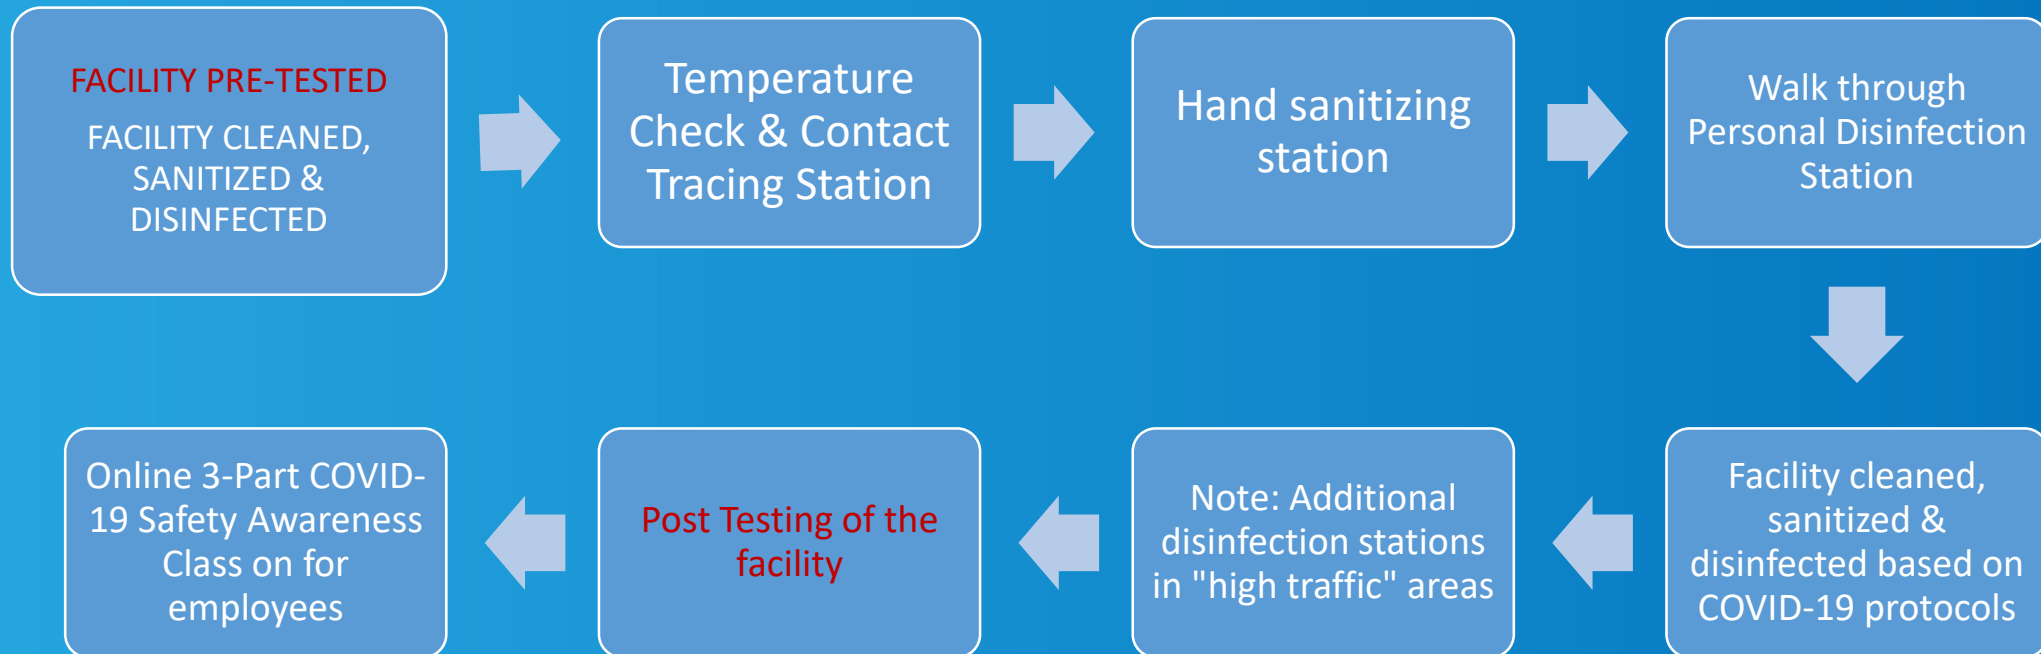 FACILITY PRE-TESTED
FACILITY CLEANED,
SANITIZED &
DISINFECTED
Temperature
Check & Contact
Tracing Station
Hand sanitizing
station
Walk through
Personal Disinfection
Station
Facility cleaned,
sanitized &
disinfected based on
COVID-19 protocols
Note: Additional
disinfection stations
in "high traffic" areas
Post Testing of the
facility
Online 3-Part COVID-
19 Safety Awareness
Class on for
employees